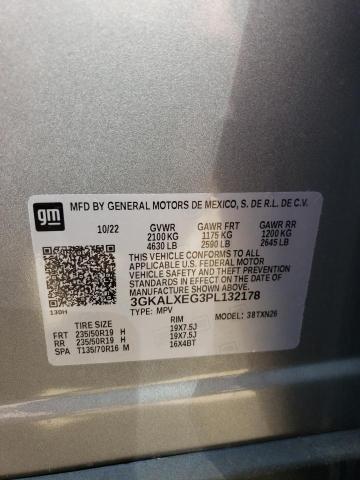 gm
MFD BY GENERAL MOTORS DE MEXICO, S. DE R.L. DE C.V.
10/22 GVWR GAWR FRT GAWR RR
2100 KG 1175 KG 1200 KG
4630 LB 2590 LB 2645 LB
THIS VEHICLE CONFORMS TO ALL
APPLICABLE U.S. FEDERAL MOTOR
VEHICLE SAFETY AND THEFT
PREVENTION STANDARDS IN
EFFECT ON THE DATE OF
MANUFACTURE SHOWN ABOVE.
3GKALXEG3PL132178
130H
TYPE: MPV MODEL: 38TXN26
TIRE SIZE RIM
FRT 235/50R19 H 19X7.5J
RR 235/50R19 H 19X7.5J
SPA T135/70R16 M 16X4BT